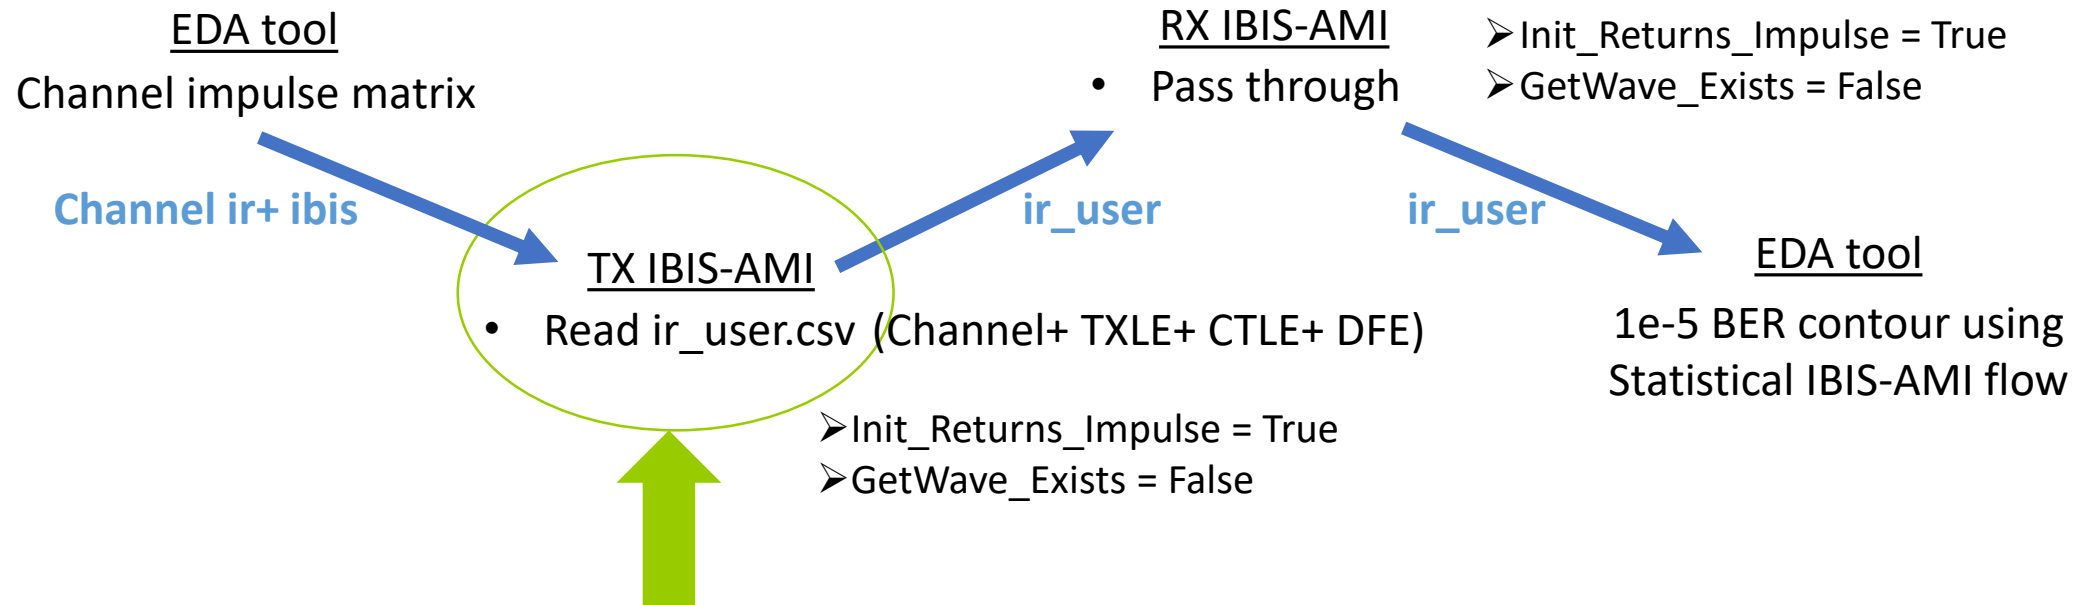 EDA tool
Channel impulse matrix
Channel ir+ ibis
TX IBIS-AMI
• Read ir_user.csv (Channel+ TXLE+ CTLE+ DFE)
➢Init_Returns_Impulse = True
➢GetWave_Exists = False
ir_user
RX IBIS-AMI
• Pass through
➢Init_Returns_Impulse = True
➢GetWave_Exists = False
ir_user
EDA tool
1e-5 BER contour using
Statistical IBIS-AMI flow